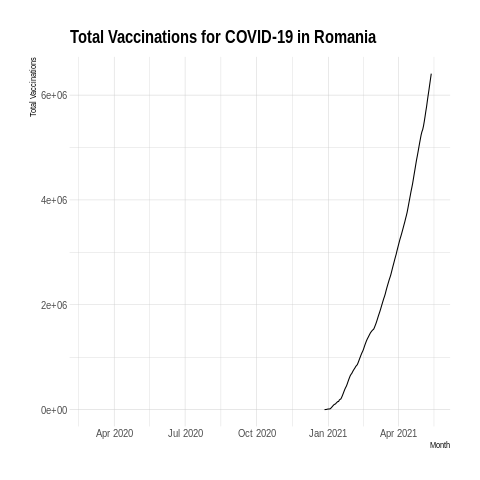 Total Vaccinations for COVID-19 in Romania
Total Vaccinations
6e+06
4e+06
2e+06
0e+00
Apr 2020 Jul 2020 Oct 2020 Jan 2021 Apr 2021
Month